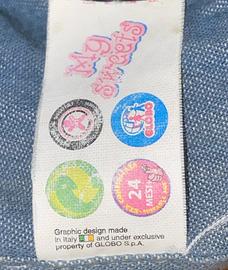 My
sweets
GLOBO
24
MESI
Graphic design made
In Italy and under exclusive
property of GLOBO S.p.A.